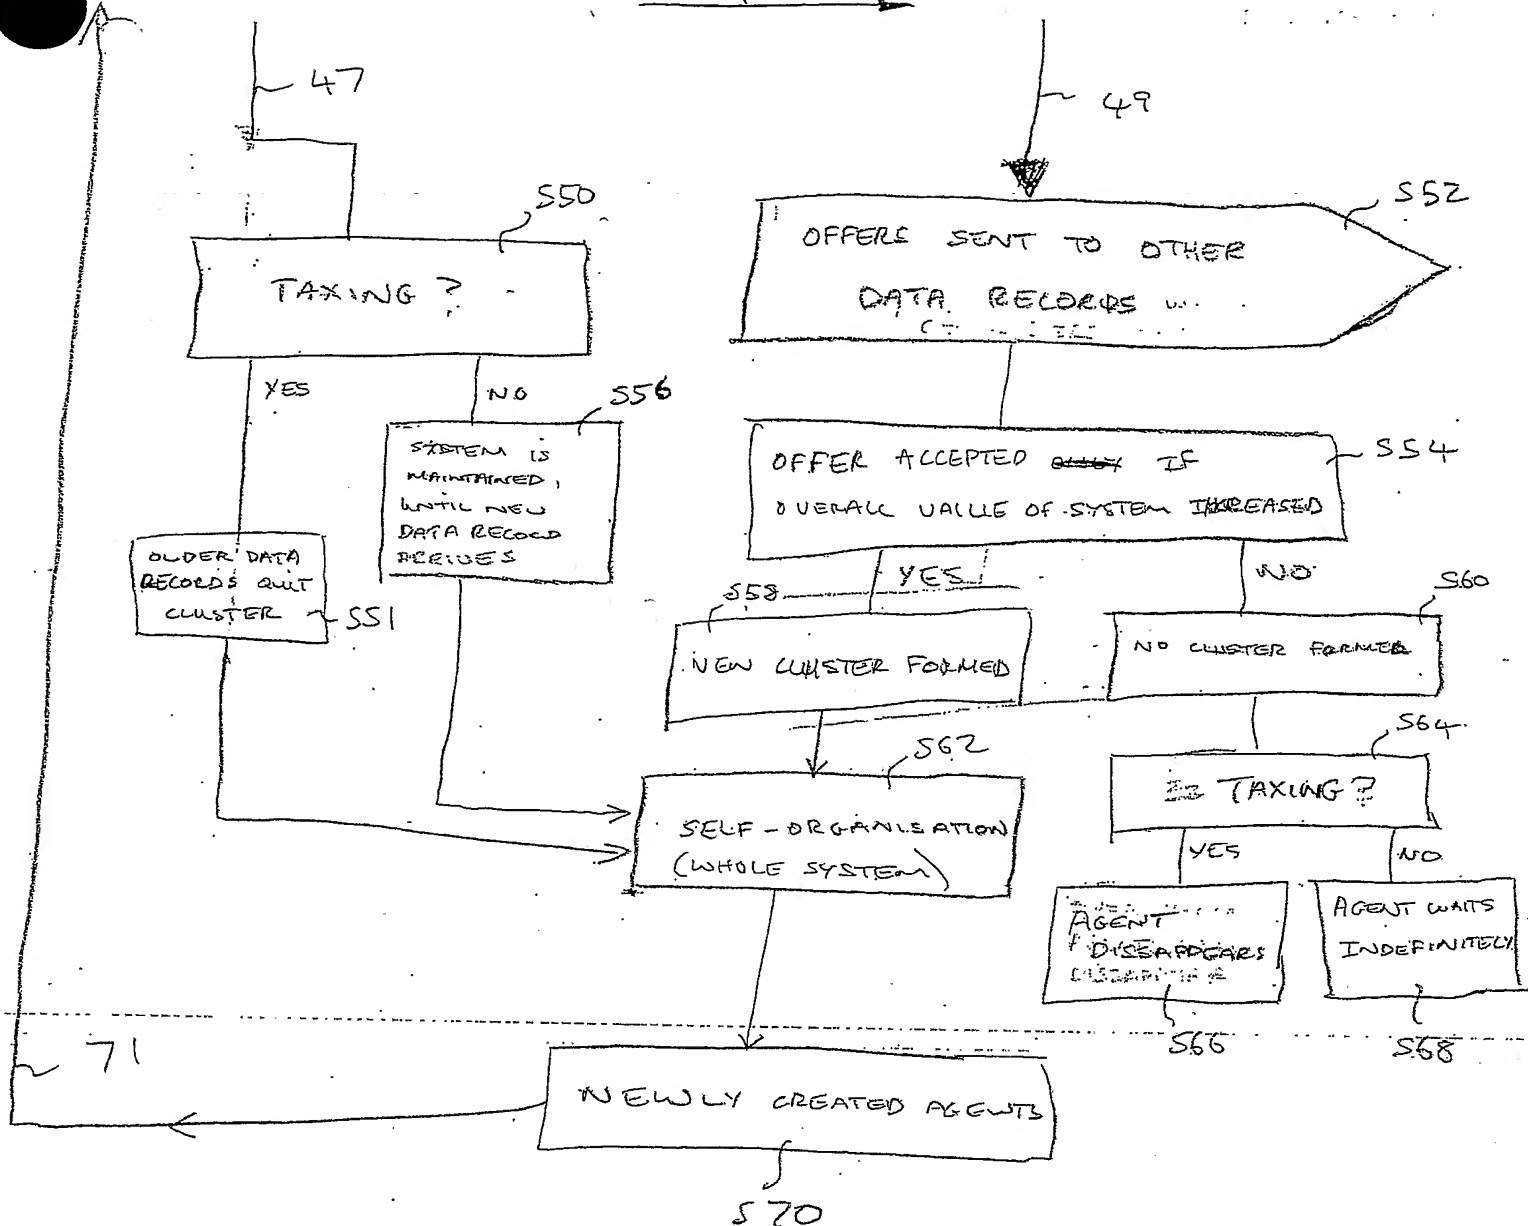 47
49
S50
TAXING ?
S52
OFFERS SENT TO OTHER
DATA RECORDS
YES
NO
S56
SYSTEM IS
MAINTAINED,
UNTIL NEW
DATA RECORD
ARRIVES
S54
OFFER ACCEPTED IF
OVERALL VALUE OF SYSTEM INCREASED
OLDER DATA
RECORDS QUIT
CLUSTER
S51
YES
NO
S58
NEW CLUSTER FORMED
S60
NO CLUSTER FORMED
S62
SELF-ORGANISATION
(WHOLE SYSTEM)
S64
TAXING?
YES
NO
AGENT
DISSAPPEARS
S66
AGENT WAITS
INDEFINITELY
S68
71
NEWLY CREATED AGENTS
S70